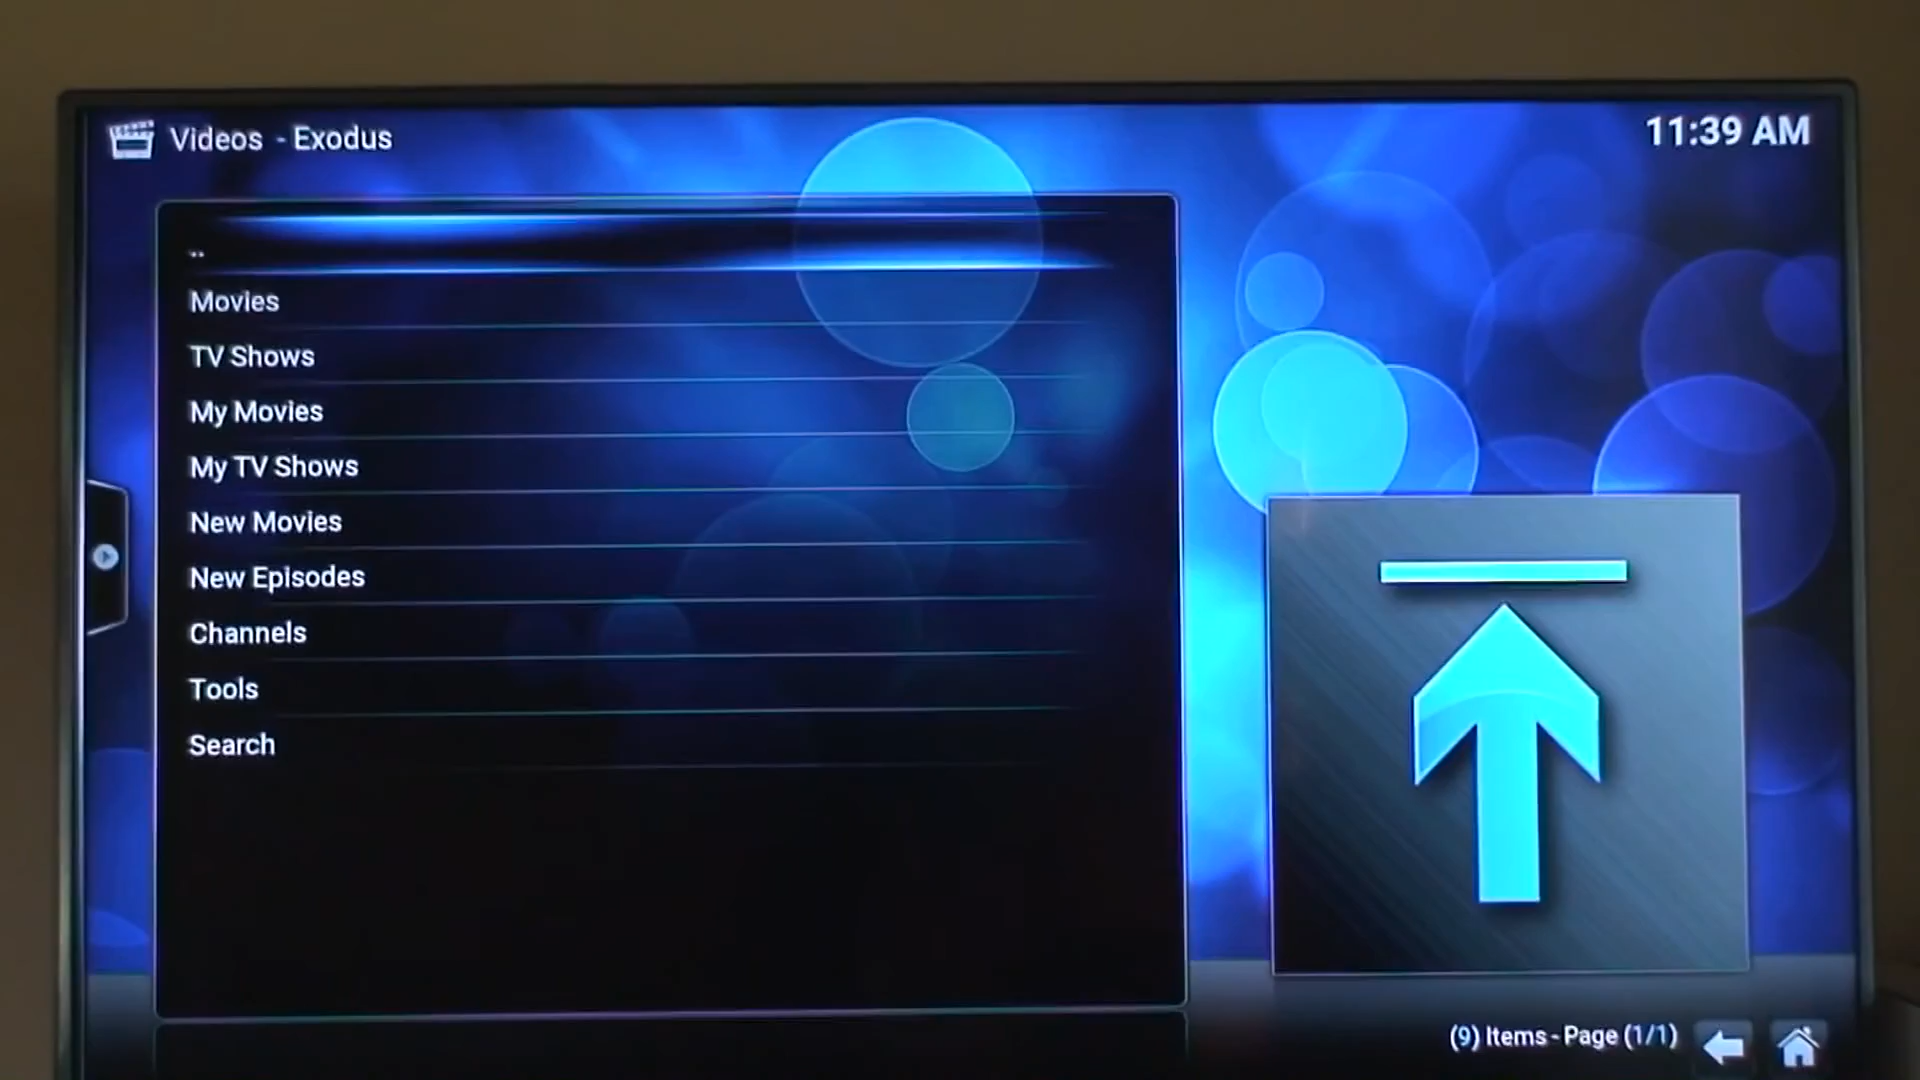 Videos - Exodus
11:39 AM
..
Movies
TV Shows
My Movies
My TV Shows
New Movies
New Episodes
Channels
Tools
Search
(9) Items - Page (1/1)